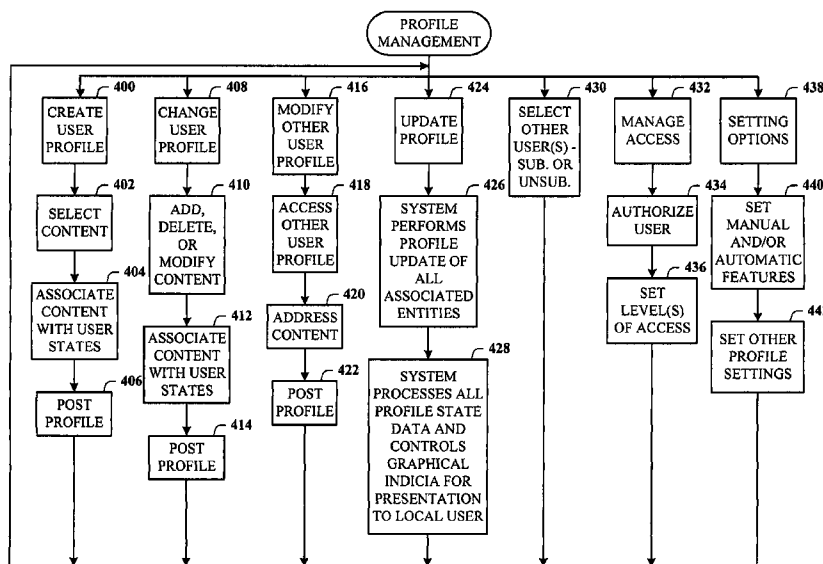 PROFILE
MANAGEMENT
400
CREATE
USER
PROFILE
402
SELECT
CONTENT
404
ASSOCIATE
CONTENT
WITH USER
STATES
406
POST
PROFILE
408
CHANGE
USER
PROFILE
410
ADD,
DELETE,
OR
MODIFY
CONTENT
412
ASSOCIATE
CONTENT
WITH USER
STATES
414
POST
PROFILE
416
MODIFY
OTHER
USER
PROFILE
418
ACCESS
OTHER
USER
PROFILE
420
ADDRESS
CONTENT
422
POST
PROFILE
424
UPDATE
PROFILE
426
SYSTEM
PERFORMS
PROFILE
UPDATE OF
ALL
ASSOCIATED
ENTITIES
428
SYSTEM
PROCESSES ALL
PROFILE STATE
DATA AND
CONTROLS
GRAPHICAL
INDICIA FOR
PRESENTATION
TO LOCAL USER
430
SELECT
OTHER
USER(S) -
SUB. OR
UNSUB.
432
MANAGE
ACCESS
434
AUTHORIZE
USER
436
SET
LEVEL(S)
OF ACCESS
438
SETTING
OPTIONS
440
SET
MANUAL
AND/OR
AUTOMATIC
FEATURES
SET OTHER
PROFILE
SETTINGS